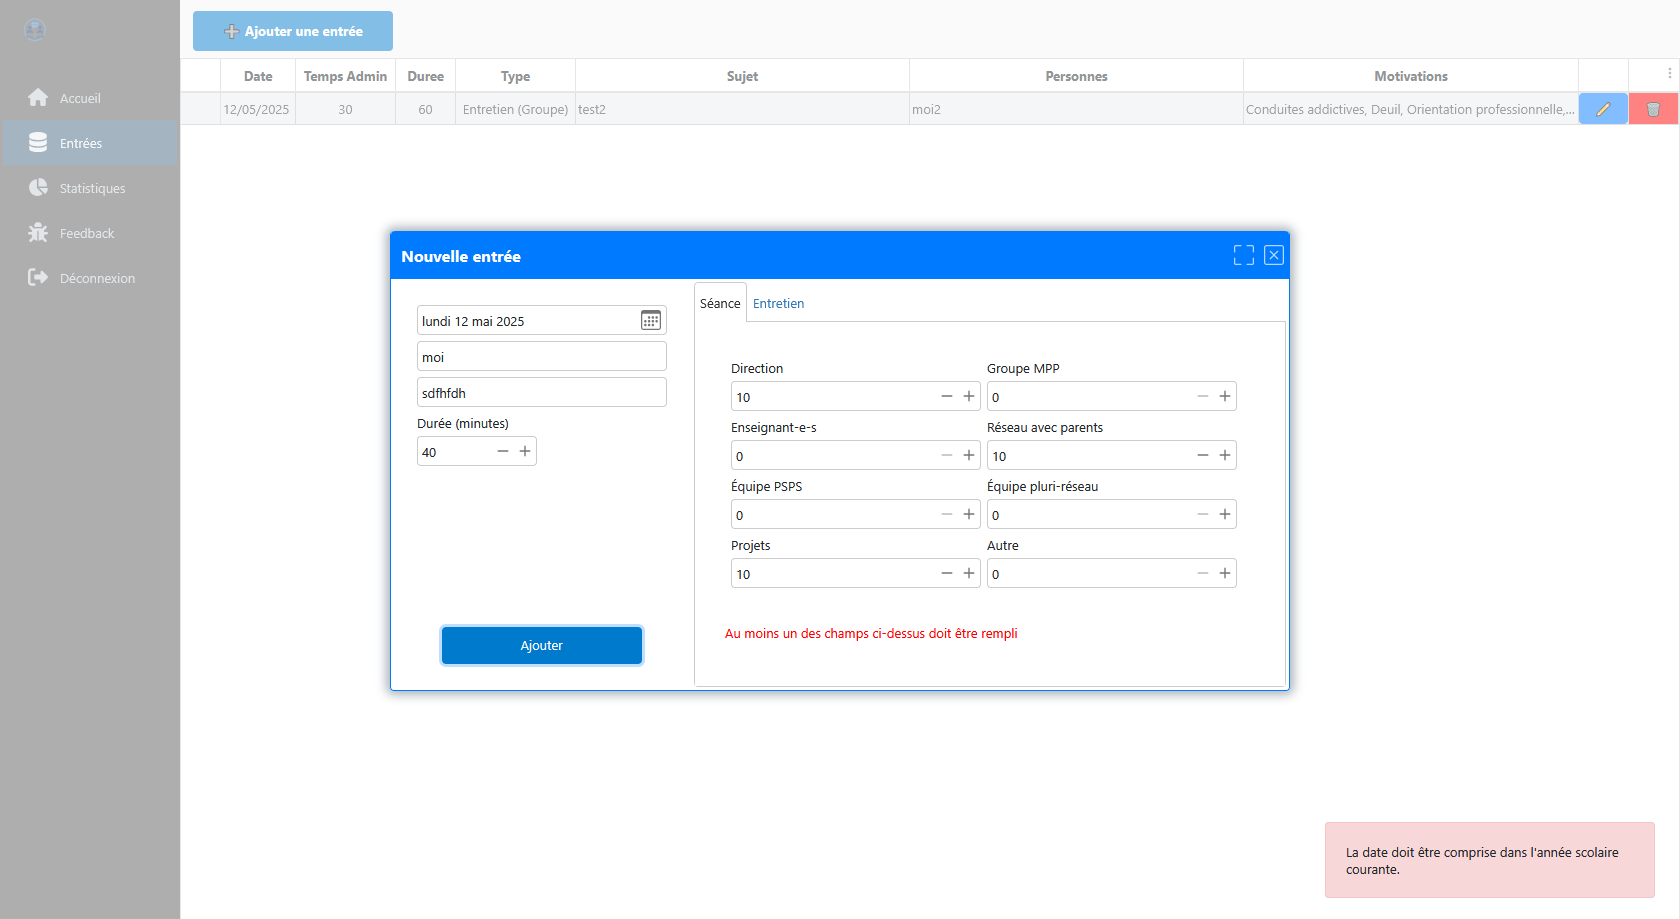 Accueil
Entrées
Statistiques
Feedback
Déconnexion
Ajouter une entrée
Date Temps Admin Duree Type Sujet Personnes Motivations
12/05/2025 30 60 Entretien (Groupe) test2 moi2 Conduites addictives, Deuil, Orientation professionnelle,...
Nouvelle entrée
lundi 12 mai 2025
moi
sdfhfdh
Durée (minutes)
40
Ajouter
Séance Entretien
Direction Groupe MPP
10 0
Enseignant-e-s Réseau avec parents
0 10
Équipe PSPS Équipe pluri-réseau
0 0
Projets Autre
10 0
Au moins un des champs ci-dessus doit être rempli
La date doit être comprise dans l'année scolaire
courante.